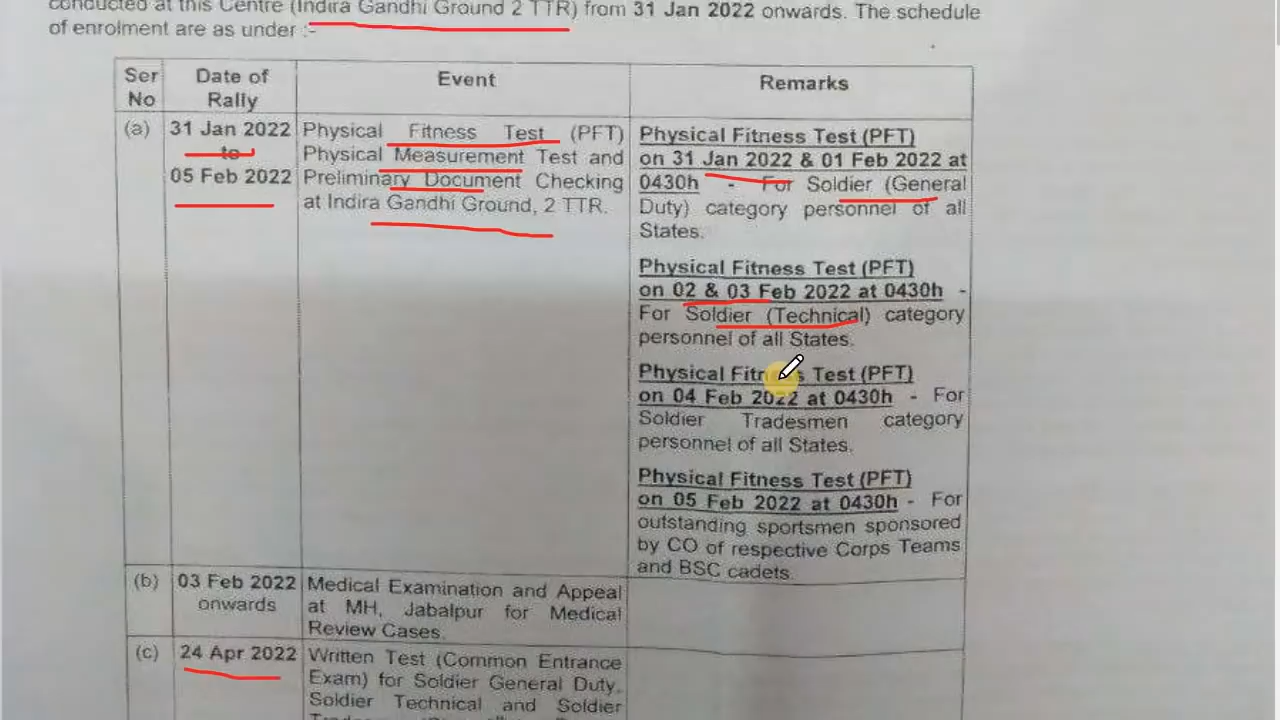 conducted at this Centre (Indira Gandhi Ground 2 TTR) from 31 Jan 2022 onwards. The schedule
of enrolment are as under :-
Ser No
Date of Rally
Event
Remarks
(a)
31 Jan 2022
to
05 Feb 2022
Physical Fitness Test (PFT)
Physical Measurement Test and
Preliminary Document Checking
at Indira Gandhi Ground, 2 TTR.
Physical Fitness Test (PFT)
on 31 Jan 2022 & 01 Feb 2022 at
0430h - For Soldier (General
Duty) category personnel of all
States.
Physical Fitness Test (PFT)
on 02 & 03 Feb 2022 at 0430h -
For Soldier (Technical) category
personnel of all States.
Physical Fitness Test (PFT)
on 04 Feb 2022 at 0430h - For
Soldier Tradesmen category
personnel of all States.
Physical Fitness Test (PFT)
on 05 Feb 2022 at 0430h - For
outstanding sportsmen sponsored
by CO of respective Corps Teams
and BSC cadets.
(b)
03 Feb 2022
onwards
Medical Examination and Appeal
at MH, Jabalpur for Medical
Review Cases.
(c)
24 Apr 2022
Written Test (Common Entrance
Exam) for Soldier General Duty,
Soldier Technical and Soldier